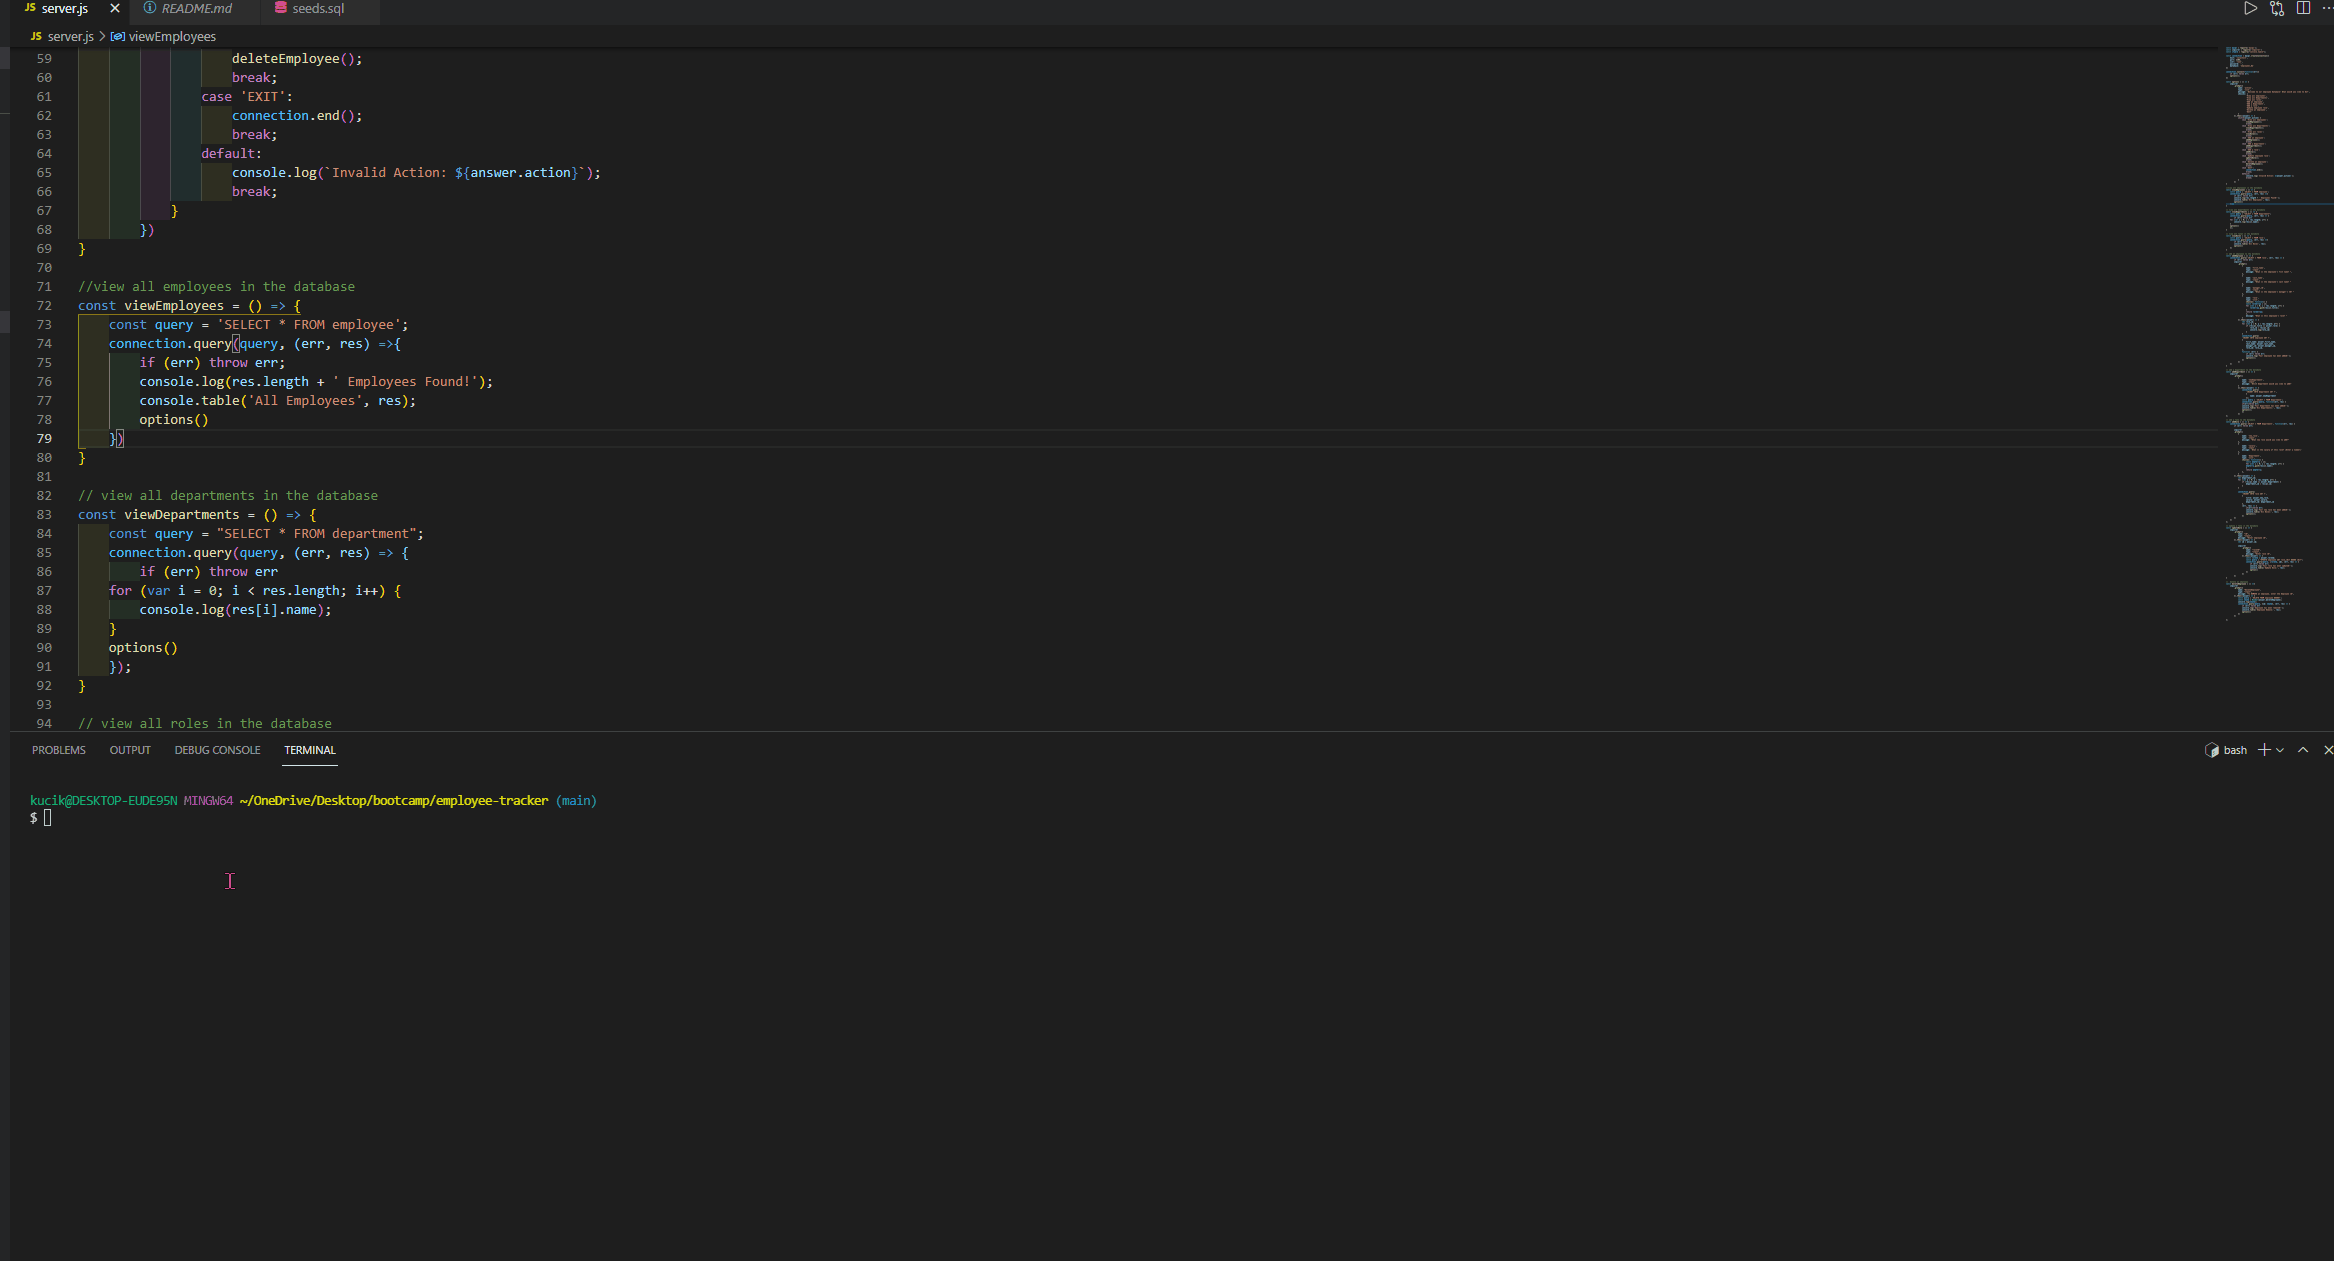 JS server.js × README.md seeds.sql
JS server.js > viewEmployees
59 deleteEmployee();
60 break;
61 case 'EXIT':
62 connection.end();
63 break;
64 default:
65 console.log(`Invalid Action: ${answer.action}`);
66 break;
67 }
68 })
69 }
70
71 //view all employees in the database
72 const viewEmployees = () => {
73 const query = 'SELECT * FROM employee';
74 connection.query(query, (err, res) =>{
75 if (err) throw err;
76 console.log(res.length + ' Employees Found!');
77 console.table('All Employees', res);
78 options()
79 })
80 }
81
82 // view all departments in the database
83 const viewDepartments = () => {
84 const query = "SELECT * FROM department";
85 connection.query(query, (err, res) => {
86 if (err) throw err
87 for (var i = 0; i < res.length; i++) {
88 console.log(res[i].name);
89 }
90 options()
91 });
92 }
93
94 // view all roles in the database
PROBLEMS OUTPUT DEBUG CONSOLE TERMINAL bash
kucik@DESKTOP-EUDE95N MINGW64 ~/OneDrive/Desktop/bootcamp/employee-tracker (main)
$